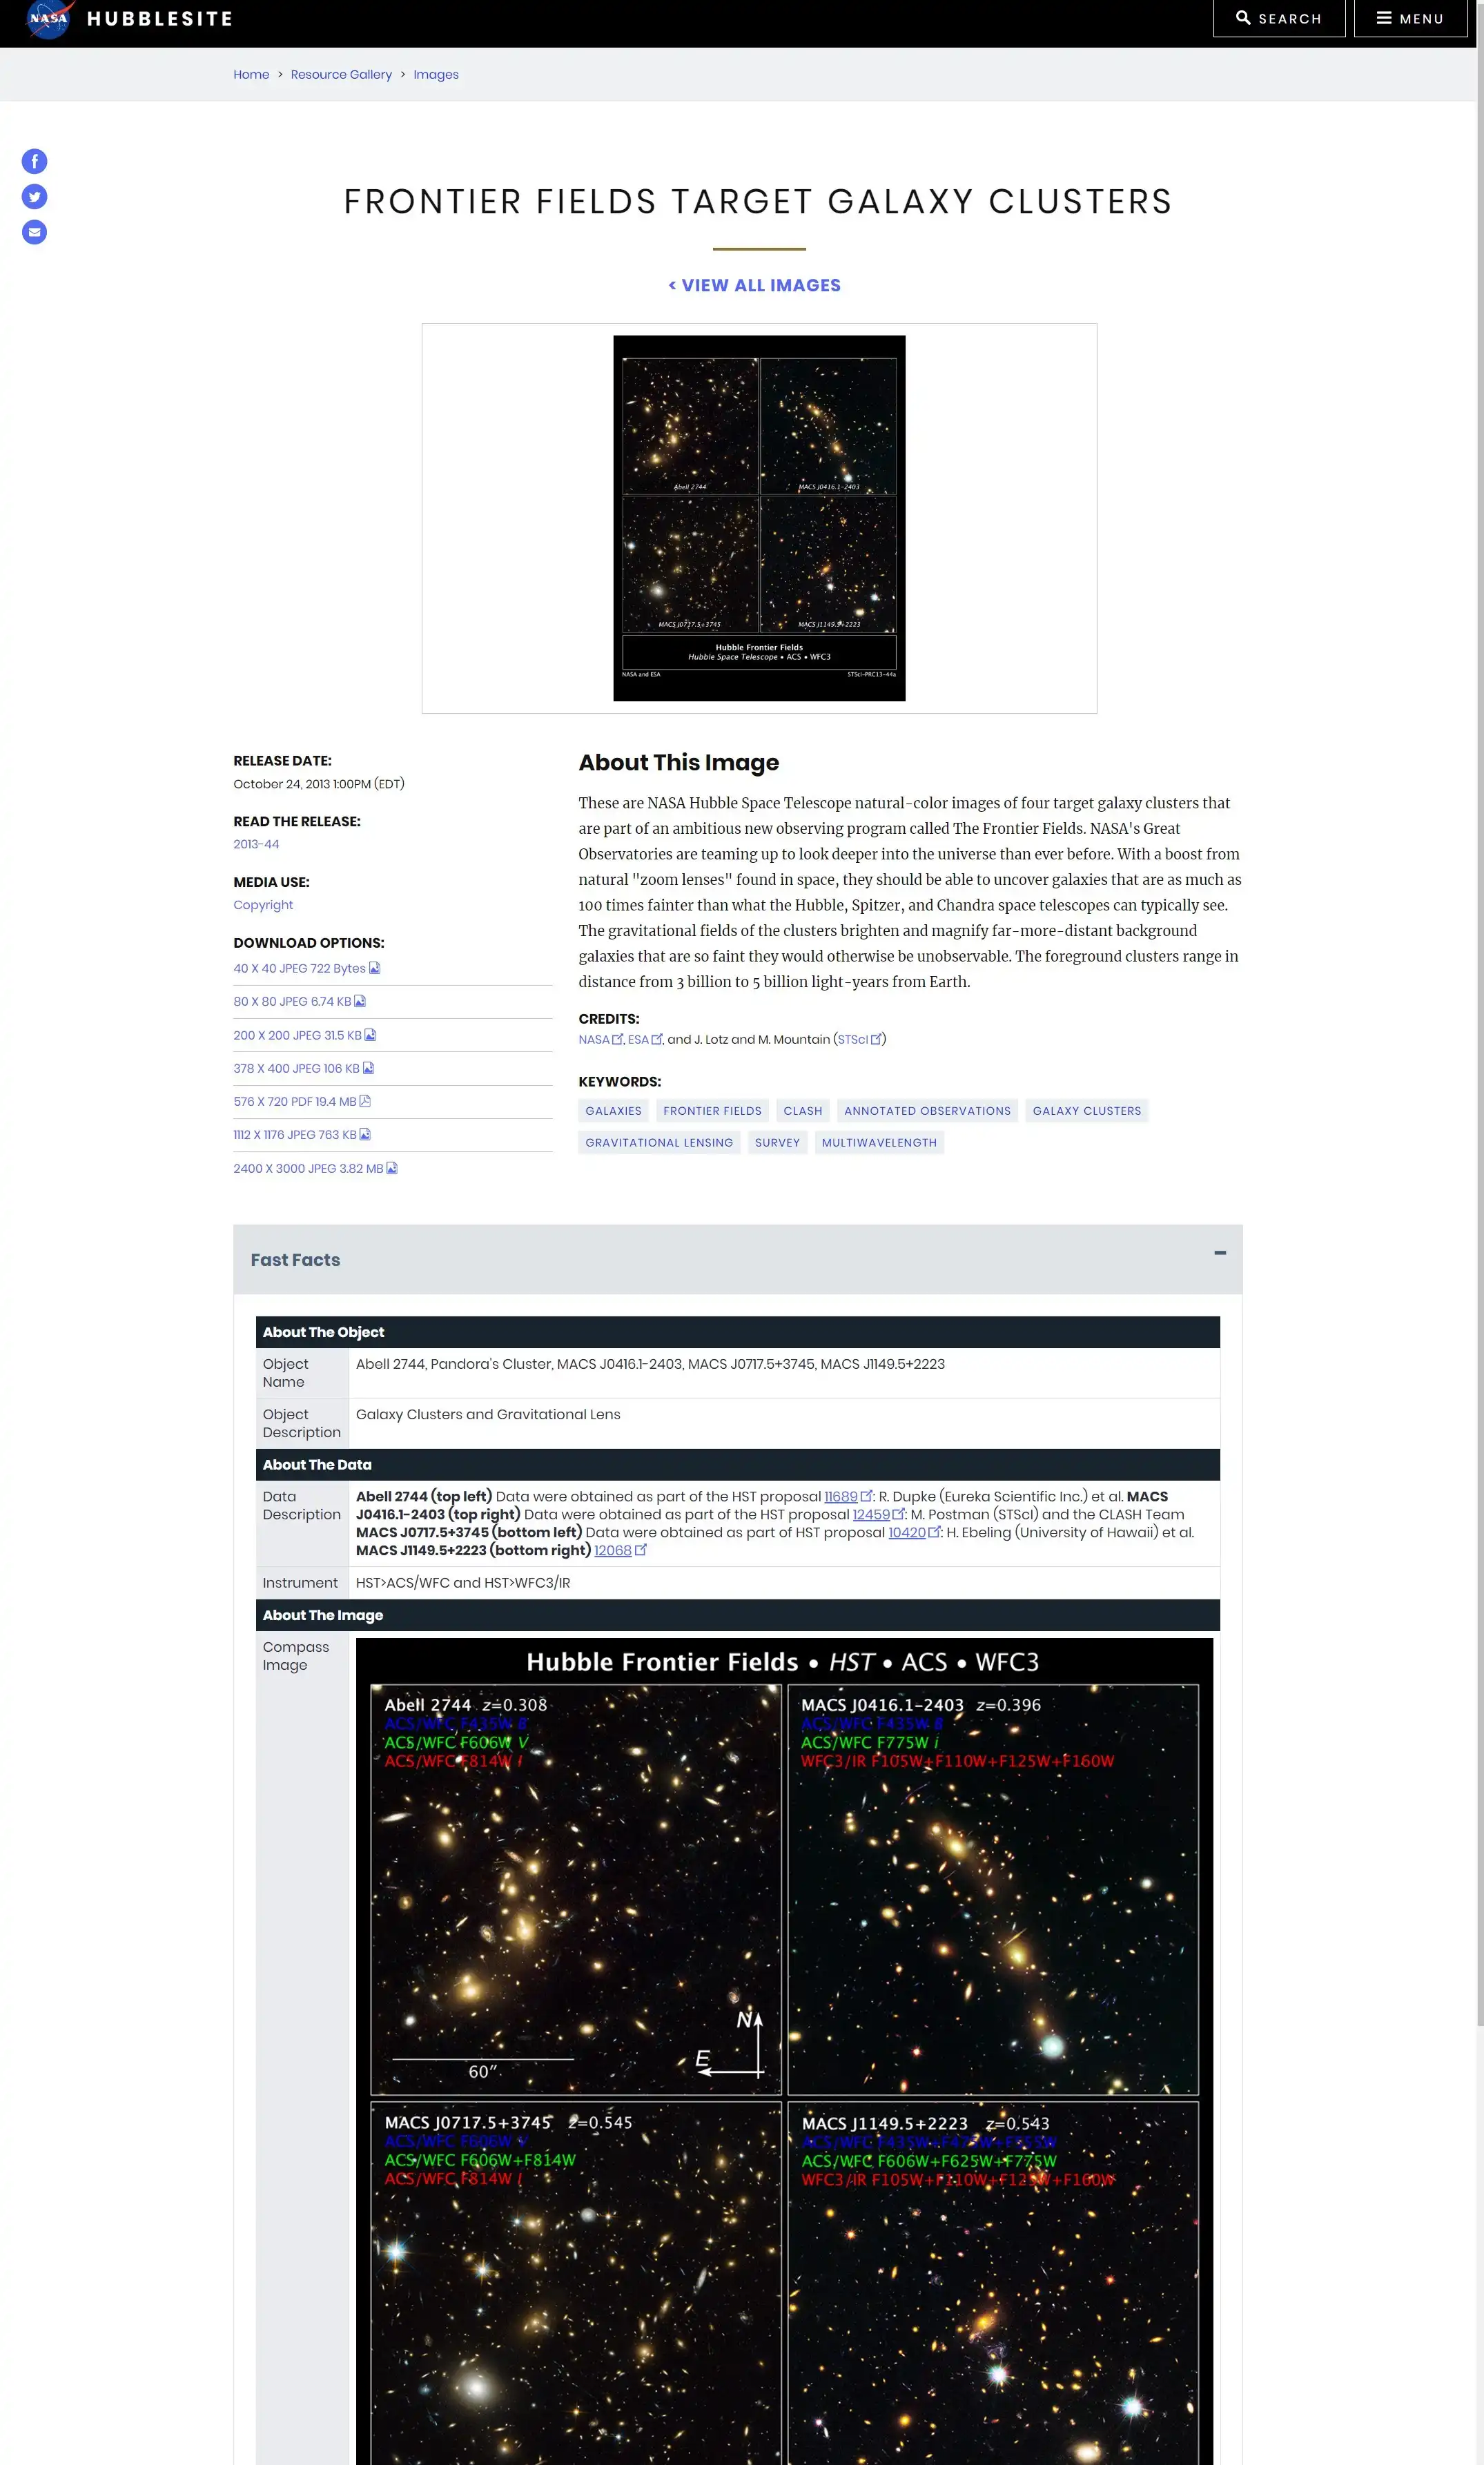 NASA HUBBLESITE
SEARCH
MENU
Home > Resource Gallery > Images
FRONTIER FIELDS TARGET GALAXY CLUSTERS
< VIEW ALL IMAGES
Abell 2744
MACS J0416.1-2403
MACS J0717.5+3745
MACS J1149.5+2223
Hubble Frontier Fields
Hubble Space Telescope • ACS • WFC3
NASA and ESA
STScI-PRC13-44a
RELEASE DATE:
October 24, 2013 1:00PM (EDT)
READ THE RELEASE:
2013-44
MEDIA USE:
Copyright
DOWNLOAD OPTIONS:
40 X 40 JPEG 722 Bytes
80 X 80 JPEG 6.74 KB
200 X 200 JPEG 31.5 KB
378 X 400 JPEG 106 KB
576 X 720 PDF 19.4 MB
1112 X 1176 JPEG 763 KB
2400 X 3000 JPEG 3.82 MB
About This Image
These are NASA Hubble Space Telescope natural-color images of four target galaxy clusters that
are part of an ambitious new observing program called The Frontier Fields. NASA's Great
Observatories are teaming up to look deeper into the universe than ever before. With a boost from
natural "zoom lenses" found in space, they should be able to uncover galaxies that are as much as
100 times fainter than what the Hubble, Spitzer, and Chandra space telescopes can typically see.
The gravitational fields of the clusters brighten and magnify far-more-distant background
galaxies that are so faint they would otherwise be unobservable. The foreground clusters range in
distance from 3 billion to 5 billion light-years from Earth.
CREDITS:
NASA, ESA, and J. Lotz and M. Mountain (STScI)
KEYWORDS:
GALAXIES FRONTIER FIELDS CLASH ANNOTATED OBSERVATIONS GALAXY CLUSTERS
GRAVITATIONAL LENSING SURVEY MULTIWAVELENGTH
Fast Facts
About The Object
Object
Name
Abell 2744, Pandora's Cluster, MACS J0416.1-2403, MACS J0717.5+3745, MACS J1149.5+2223
Object
Description
Galaxy Clusters and Gravitational Lens
About The Data
Data
Description
Abell 2744 (top left) Data were obtained as part of the HST proposal 11689: R. Dupke (Eureka Scientific Inc.) et al. MACS
J0416.1-2403 (top right) Data were obtained as part of the HST proposal 12459: M. Postman (STScI) and the CLASH Team
MACS J0717.5+3745 (bottom left) Data were obtained as part of HST proposal 10420: H. Ebeling (University of Hawaii) et al.
MACS J1149.5+2223 (bottom right) 12068
Instrument
HST>ACS/WFC and HST>WFC3/IR
About The Image
Compass
Image
Hubble Frontier Fields • HST • ACS • WFC3
Abell 2744 z=0.308
ACS/WFC F435W B
ACS/WFC F606W V
ACS/WFC F814W I
MACS J0416.1-2403 z=0.396
ACS/WFC F435W B
ACS/WFC F775W i
WFC3/IR F105W+F110W+F125W+F160W
N
E
60"
MACS J0717.5+3745 z=0.545
ACS/WFC F606W V
ACS/WFC F606W+F814W
ACS/WFC F814W I
MACS J1149.5+2223 z=0.543
ACS/WFC F435W+F475W+F555W
ACS/WFC F606W+F625W+F775W
WFC3/IR F105W+F110W+F125W+F160W